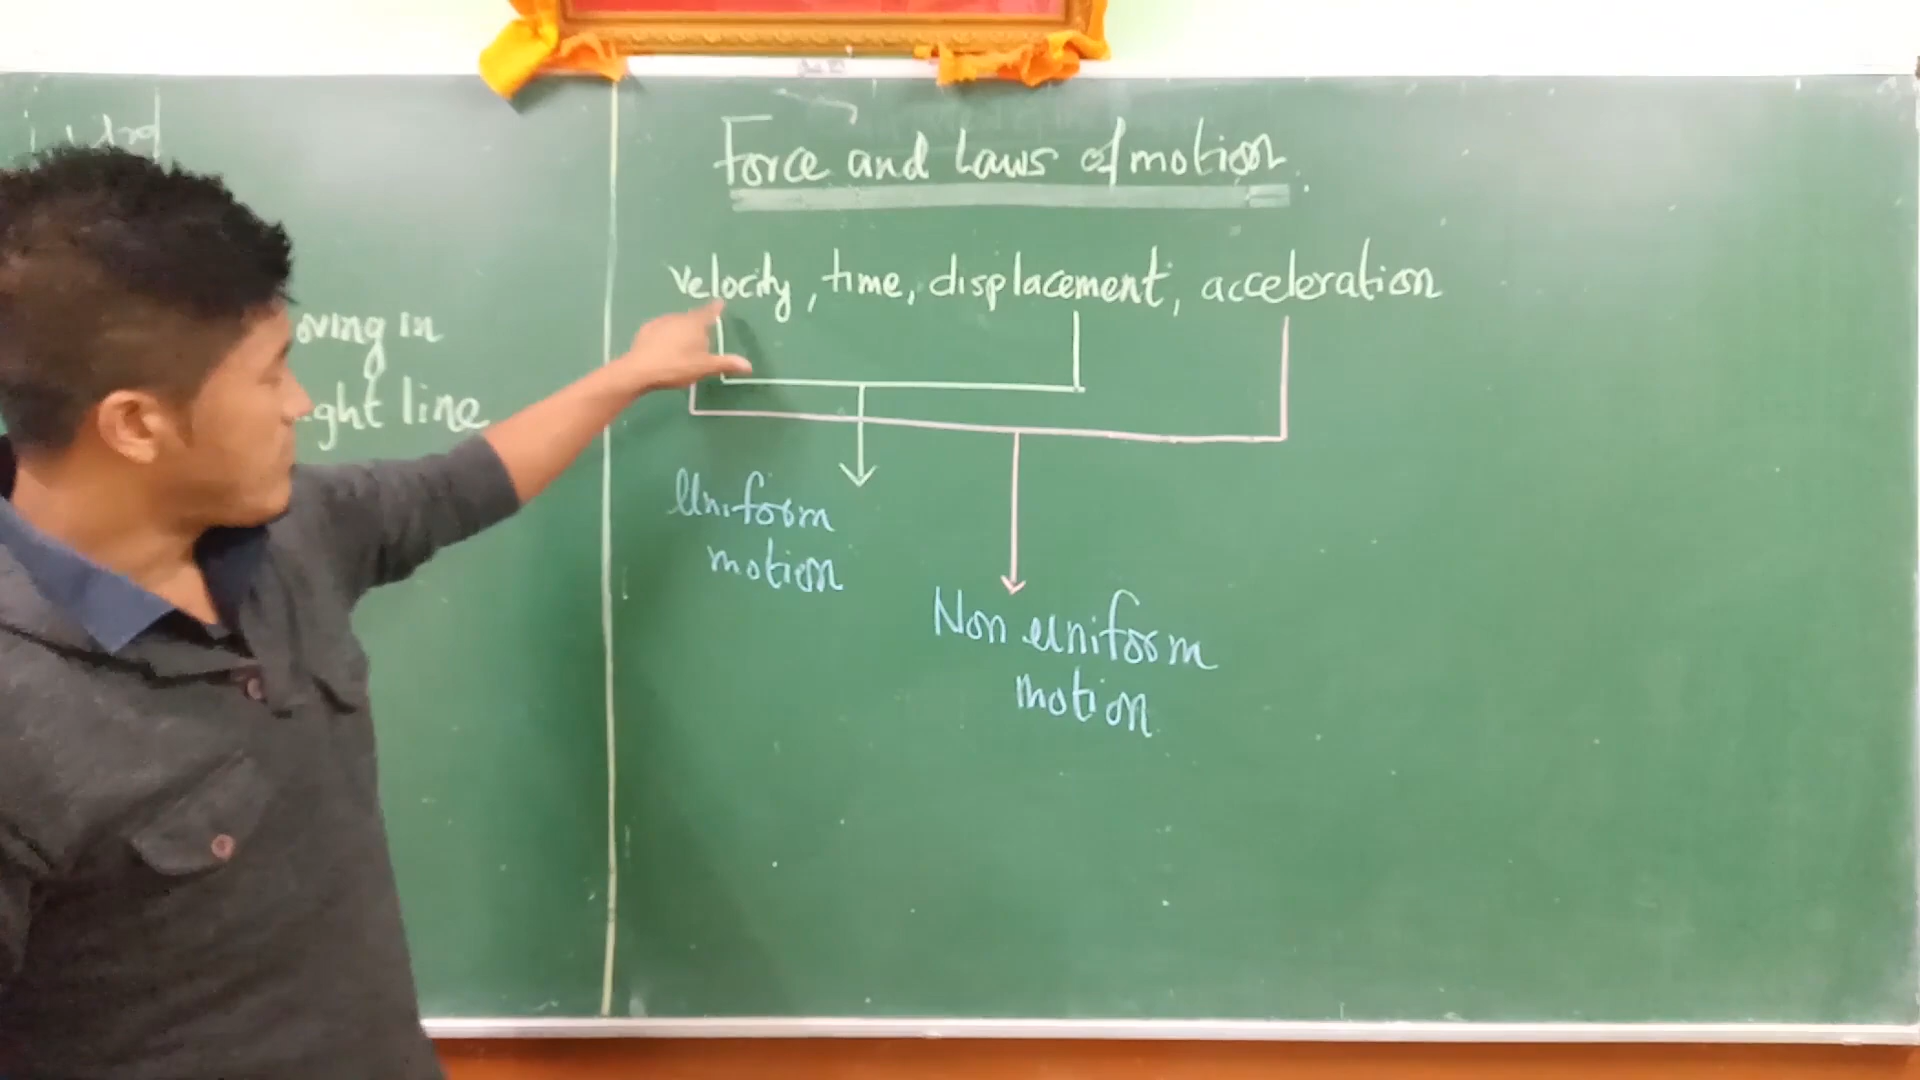 oving in
ght line
Force and Laws of motion
velocity, time, displacement, acceleration
Uniform
motion
Non uniform
motion